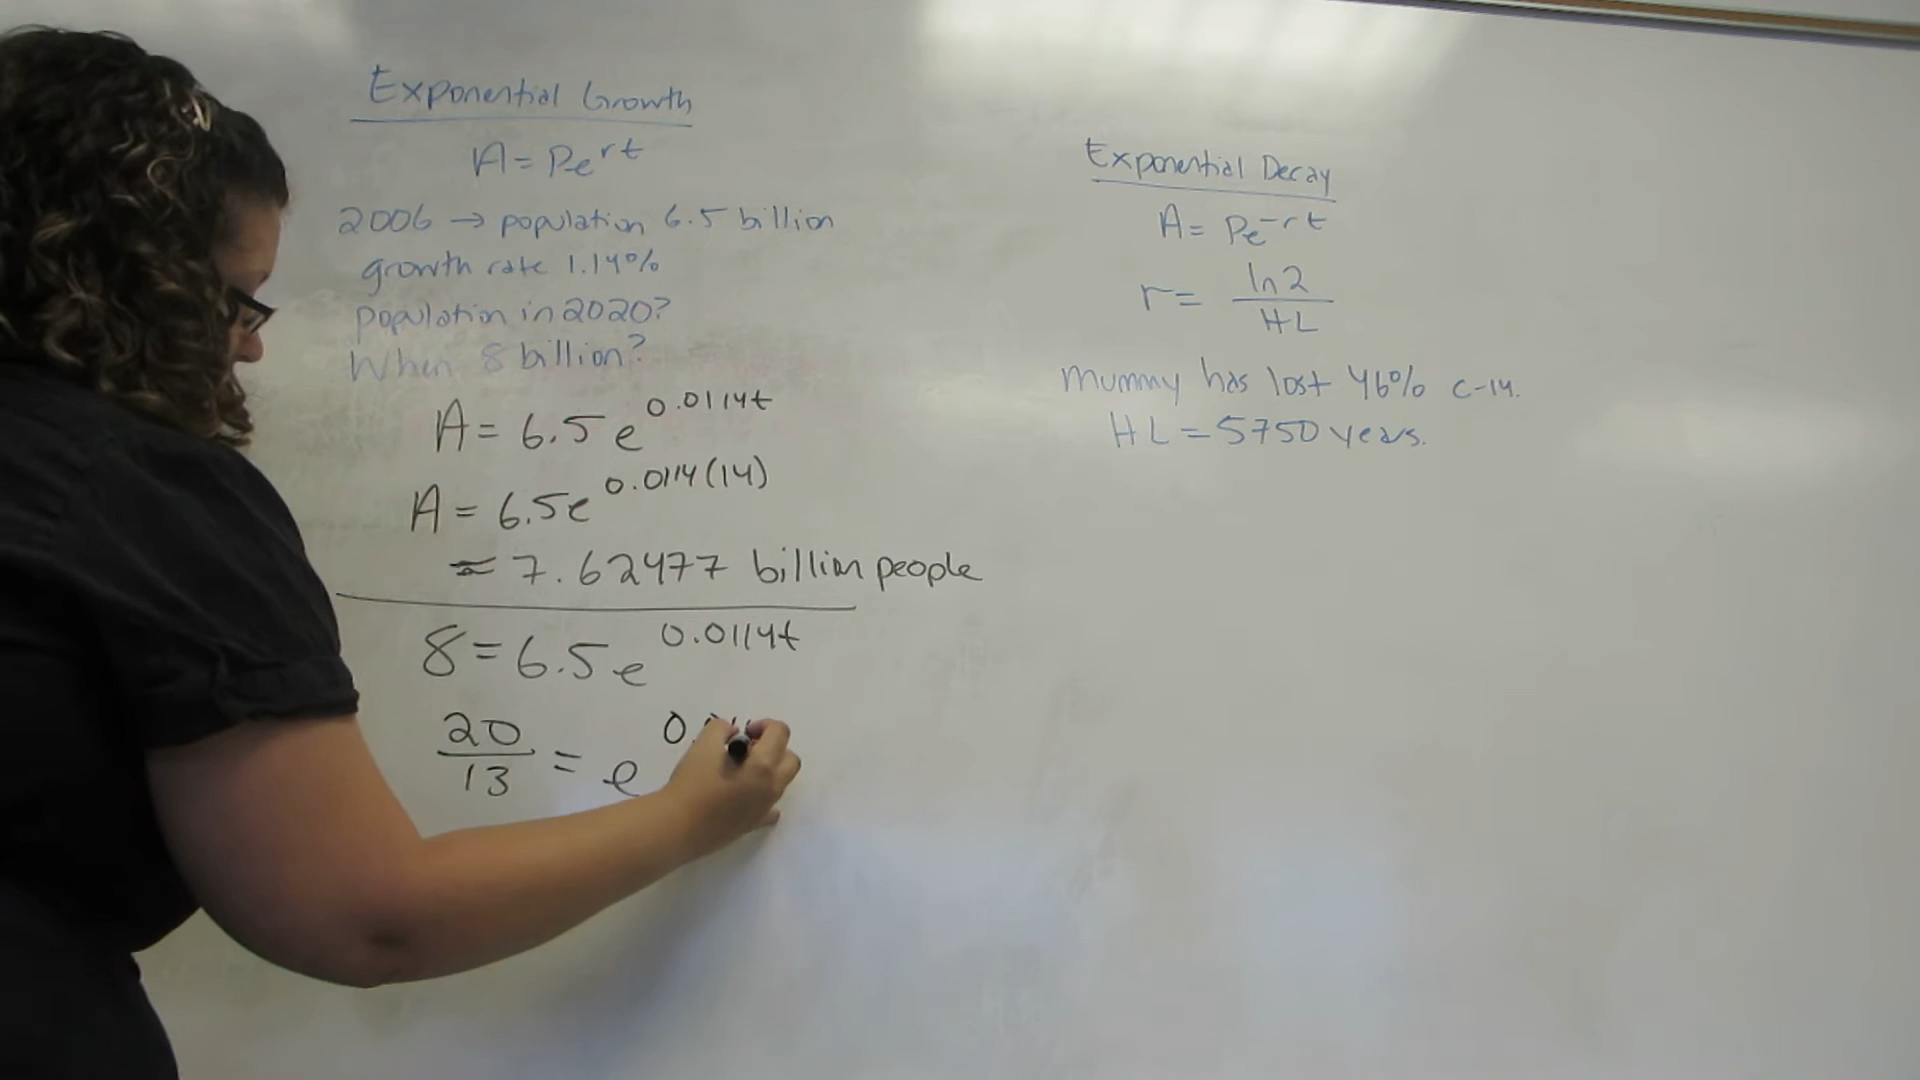 Exponential Growth
A = Pe^rt
2006 → population 6.5 billion
growth rate 1.14%
population in 2020?
When 8 billion?
A = 6.5 e^0.0114t
A = 6.5e^0.0114(14)
≈ 7.62477 billion people
8 = 6.5e^0.0114t
20/13 = e^0.
Exponential Decay
A = Pe^-rt
r = ln2/HL
Mummy has lost 46% C-14.
HL = 5750 years.